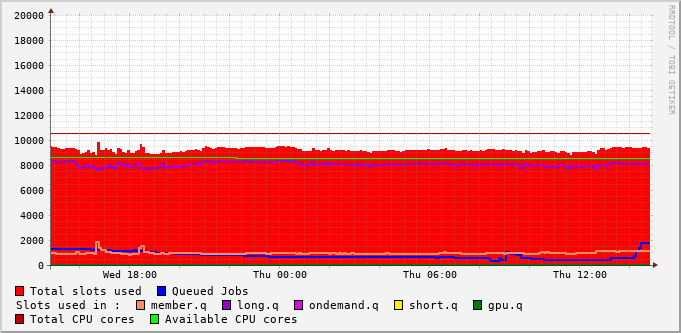 RRDTOOL / TOBI OETIKER
20000
18000
16000
14000
12000
10000
8000
6000
4000
2000
0
Wed 18:00 Thu 00:00 Thu 06:00 Thu 12:00
Total slots used Queued Jobs
Slots used in : member.q long.q ondemand.q short.q gpu.q
Total CPU cores Available CPU cores